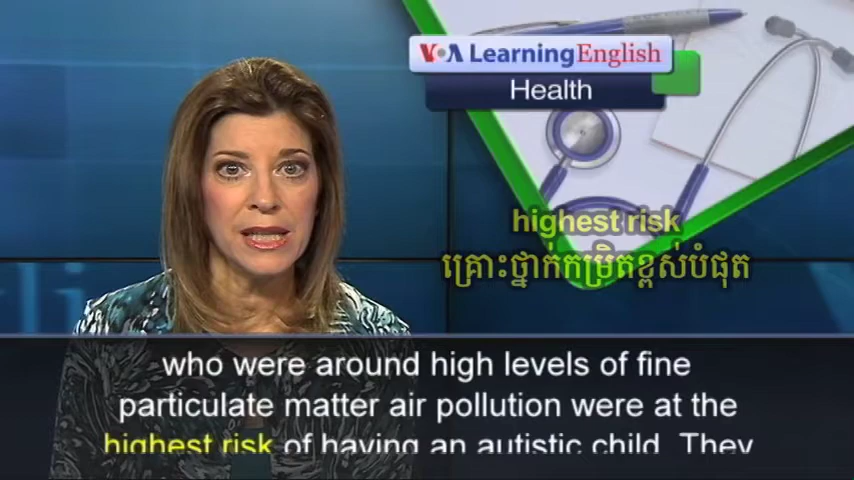 VOA Learning English
Health
highest risk
គ្រោះថ្នាក់កម្រិតខ្ពស់បំផុត
who were around high levels of fine
particulate matter air pollution were at the
highest risk of having an autistic child. They